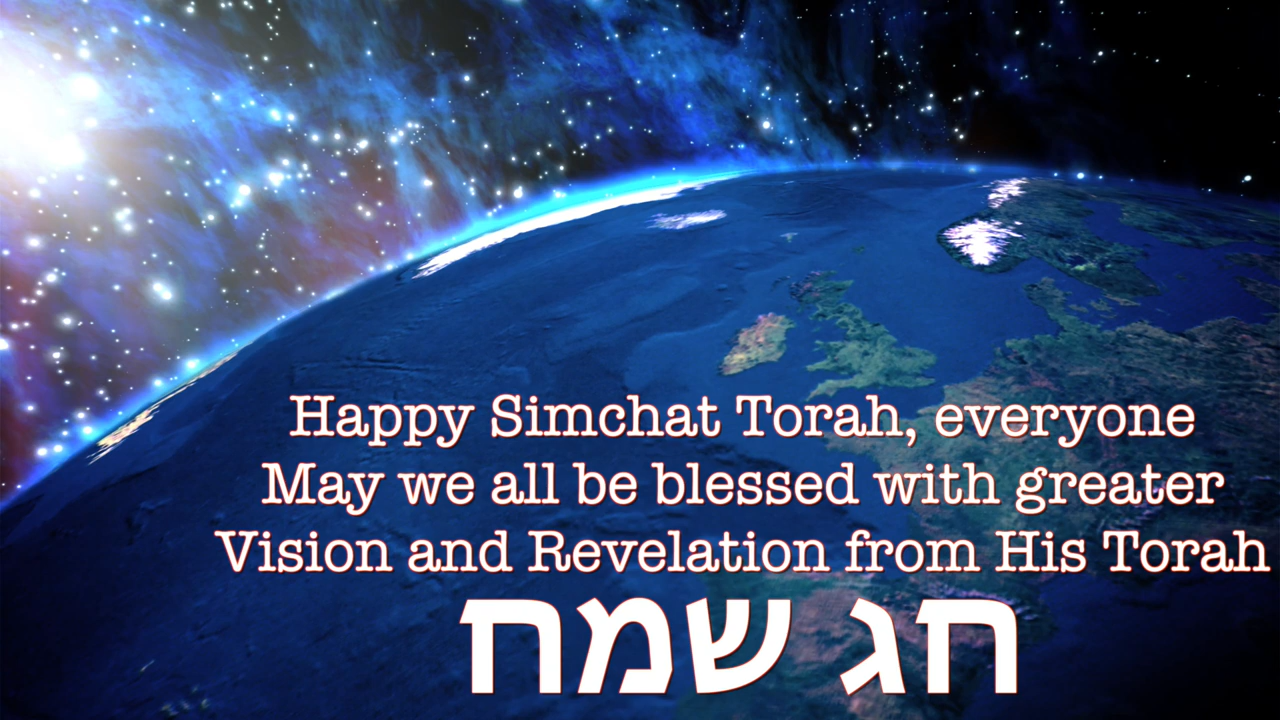 Happy Simchat Torah, everyone
May we all be blessed with greater
Vision and Revelation from His Torah
חג שמח